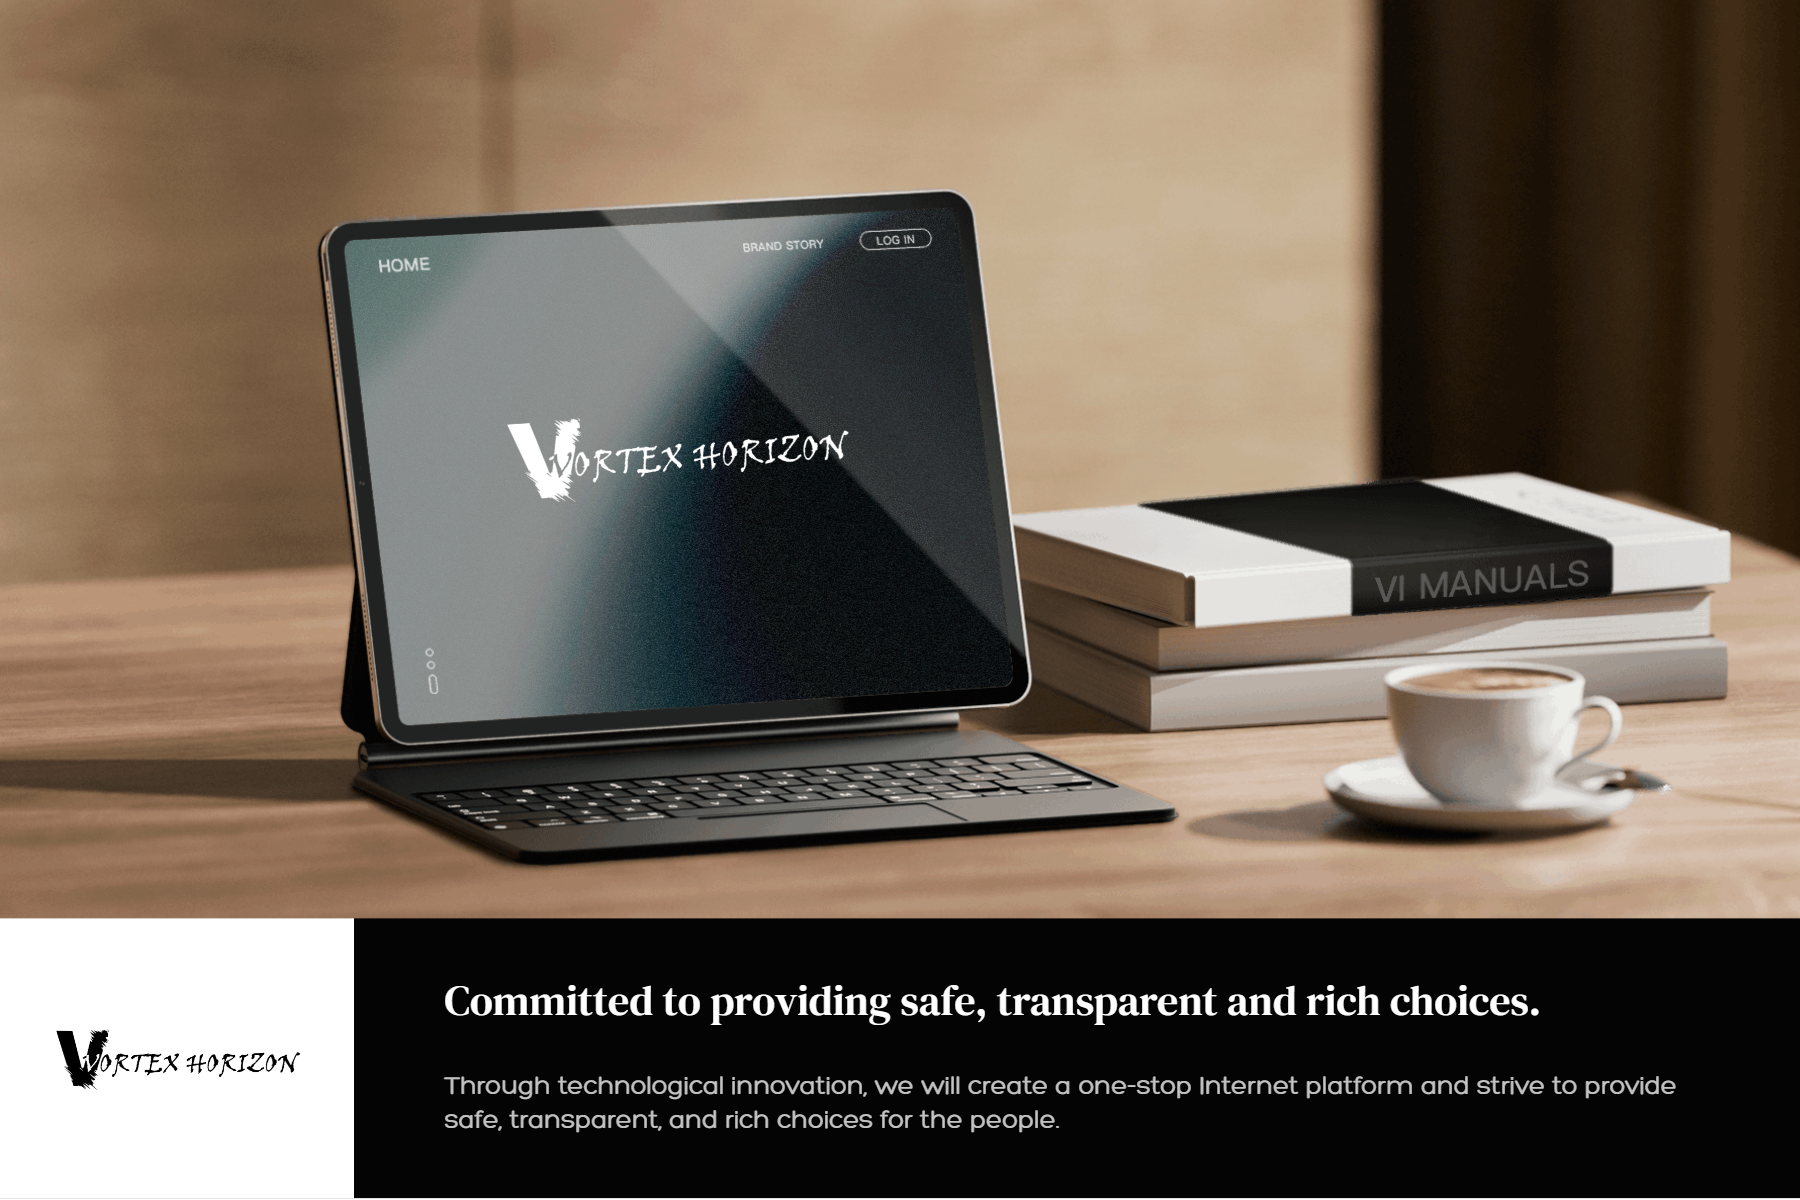 HOME
BRAND STORY
LOG IN
VORTEX HORIZON
VI MANUALS
VORTEX HORIZON
Committed to providing safe, transparent and rich choices.
Through technological innovation, we will create a one-stop Internet platform and strive to provide
safe, transparent, and rich choices for the people.